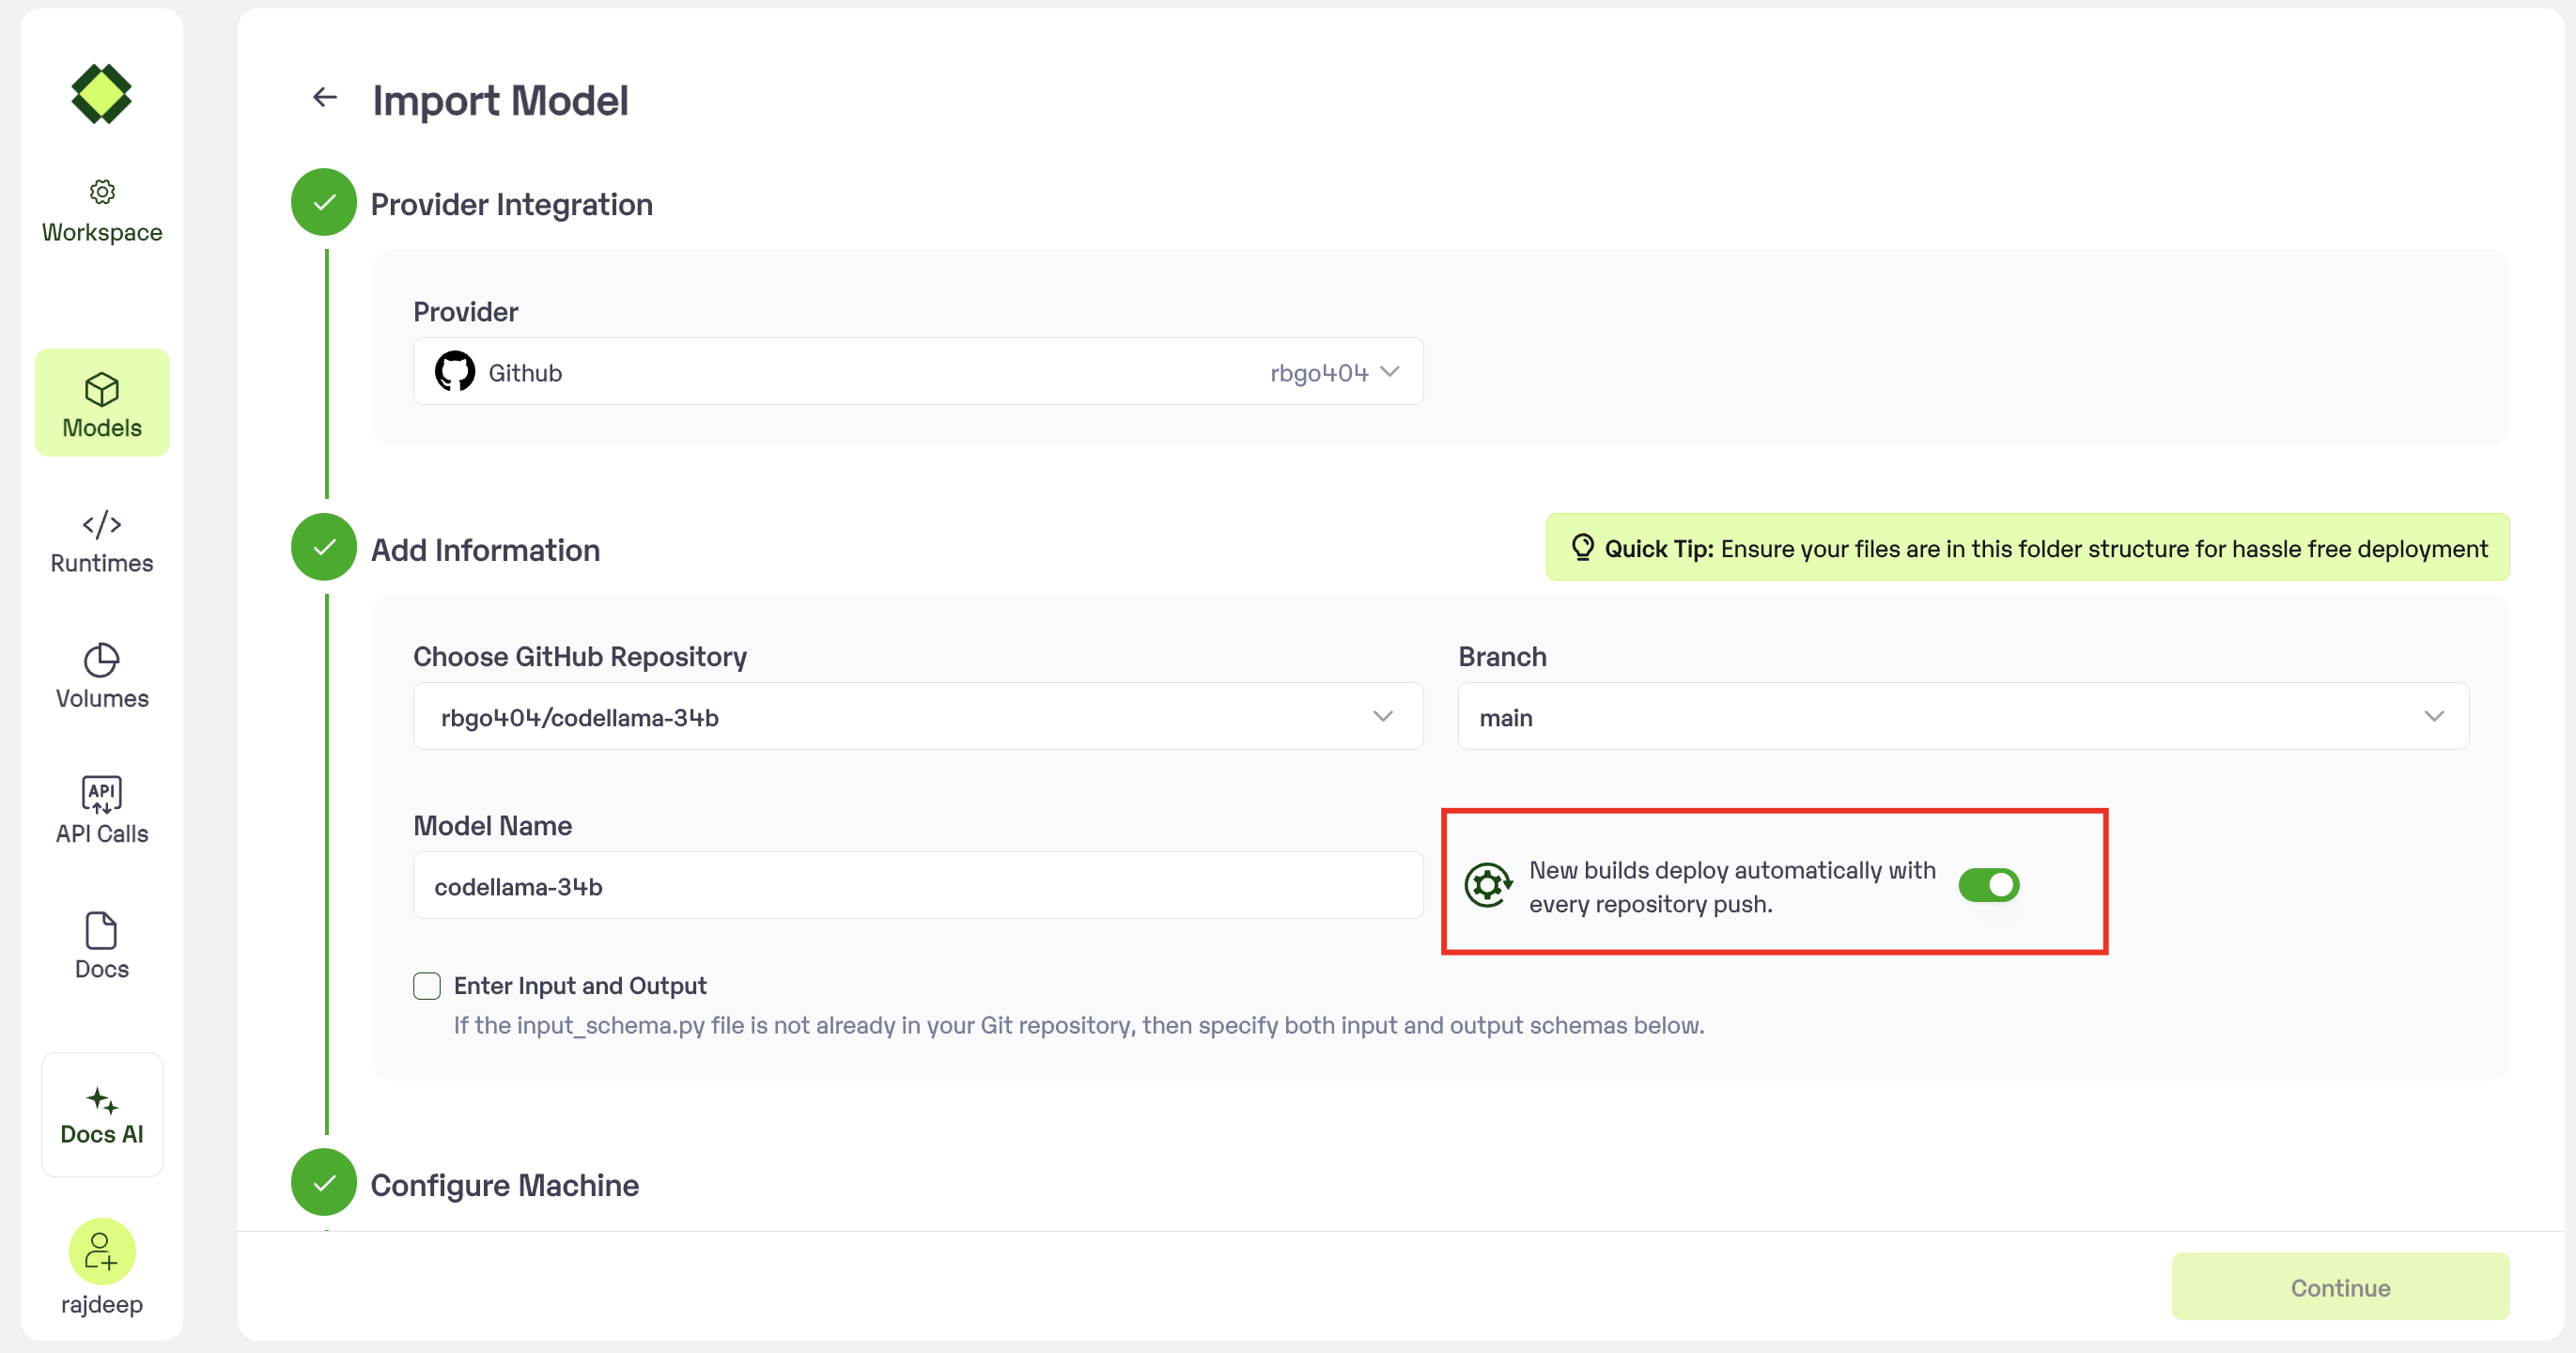 Workspace
Models
Runtimes
Volumes
API
API Calls
Docs
Docs AI
rajdeep
Import Model
Provider Integration
Provider
Github rbgo404
Add Information
Quick Tip: Ensure your files are in this folder structure for hassle free deployment
Choose GitHub Repository
rbgo404/codellama-34b
Branch
main
Model Name
codellama-34b
New builds deploy automatically with
every repository push.
Enter Input and Output
If the input_schema.py file is not already in your Git repository, then specify both input and output schemas below.
Configure Machine
Continue